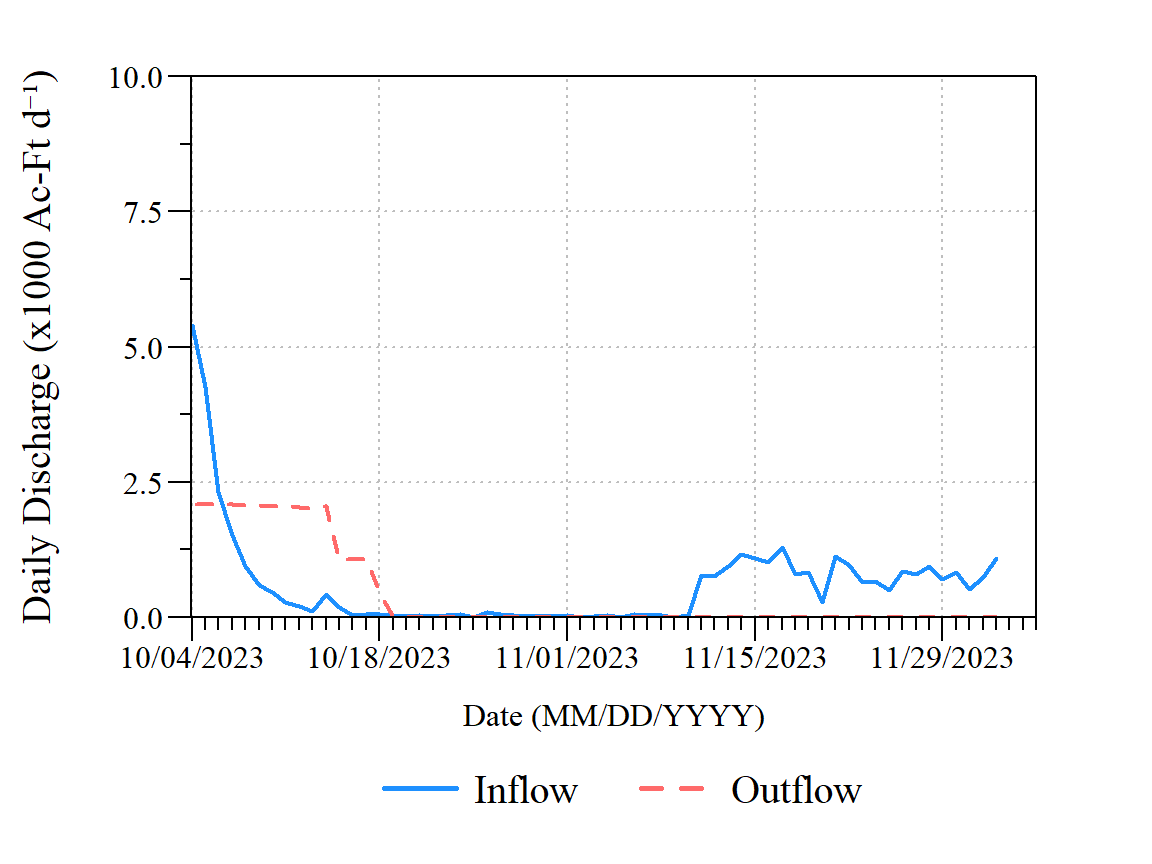 Daily Discharge (x1000 Ac-Ft d⁻¹)
10.0
7.5
5.0
2.5
0.0
10/04/2023 10/18/2023 11/01/2023 11/15/2023 11/29/2023
Date (MM/DD/YYYY)
Inflow Outflow